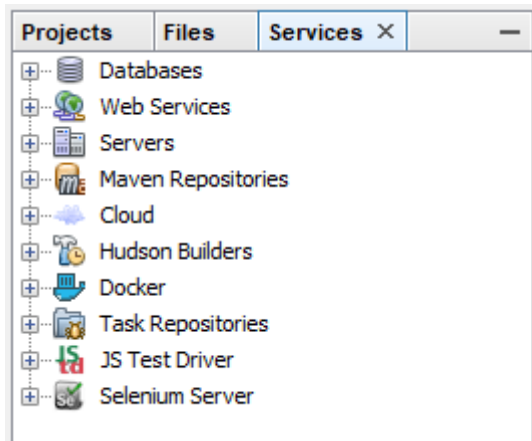 Projects Files Services
Databases
Web Services
Servers
Maven Repositories
Cloud
Hudson Builders
Docker
Task Repositories
JS Test Driver
Selenium Server